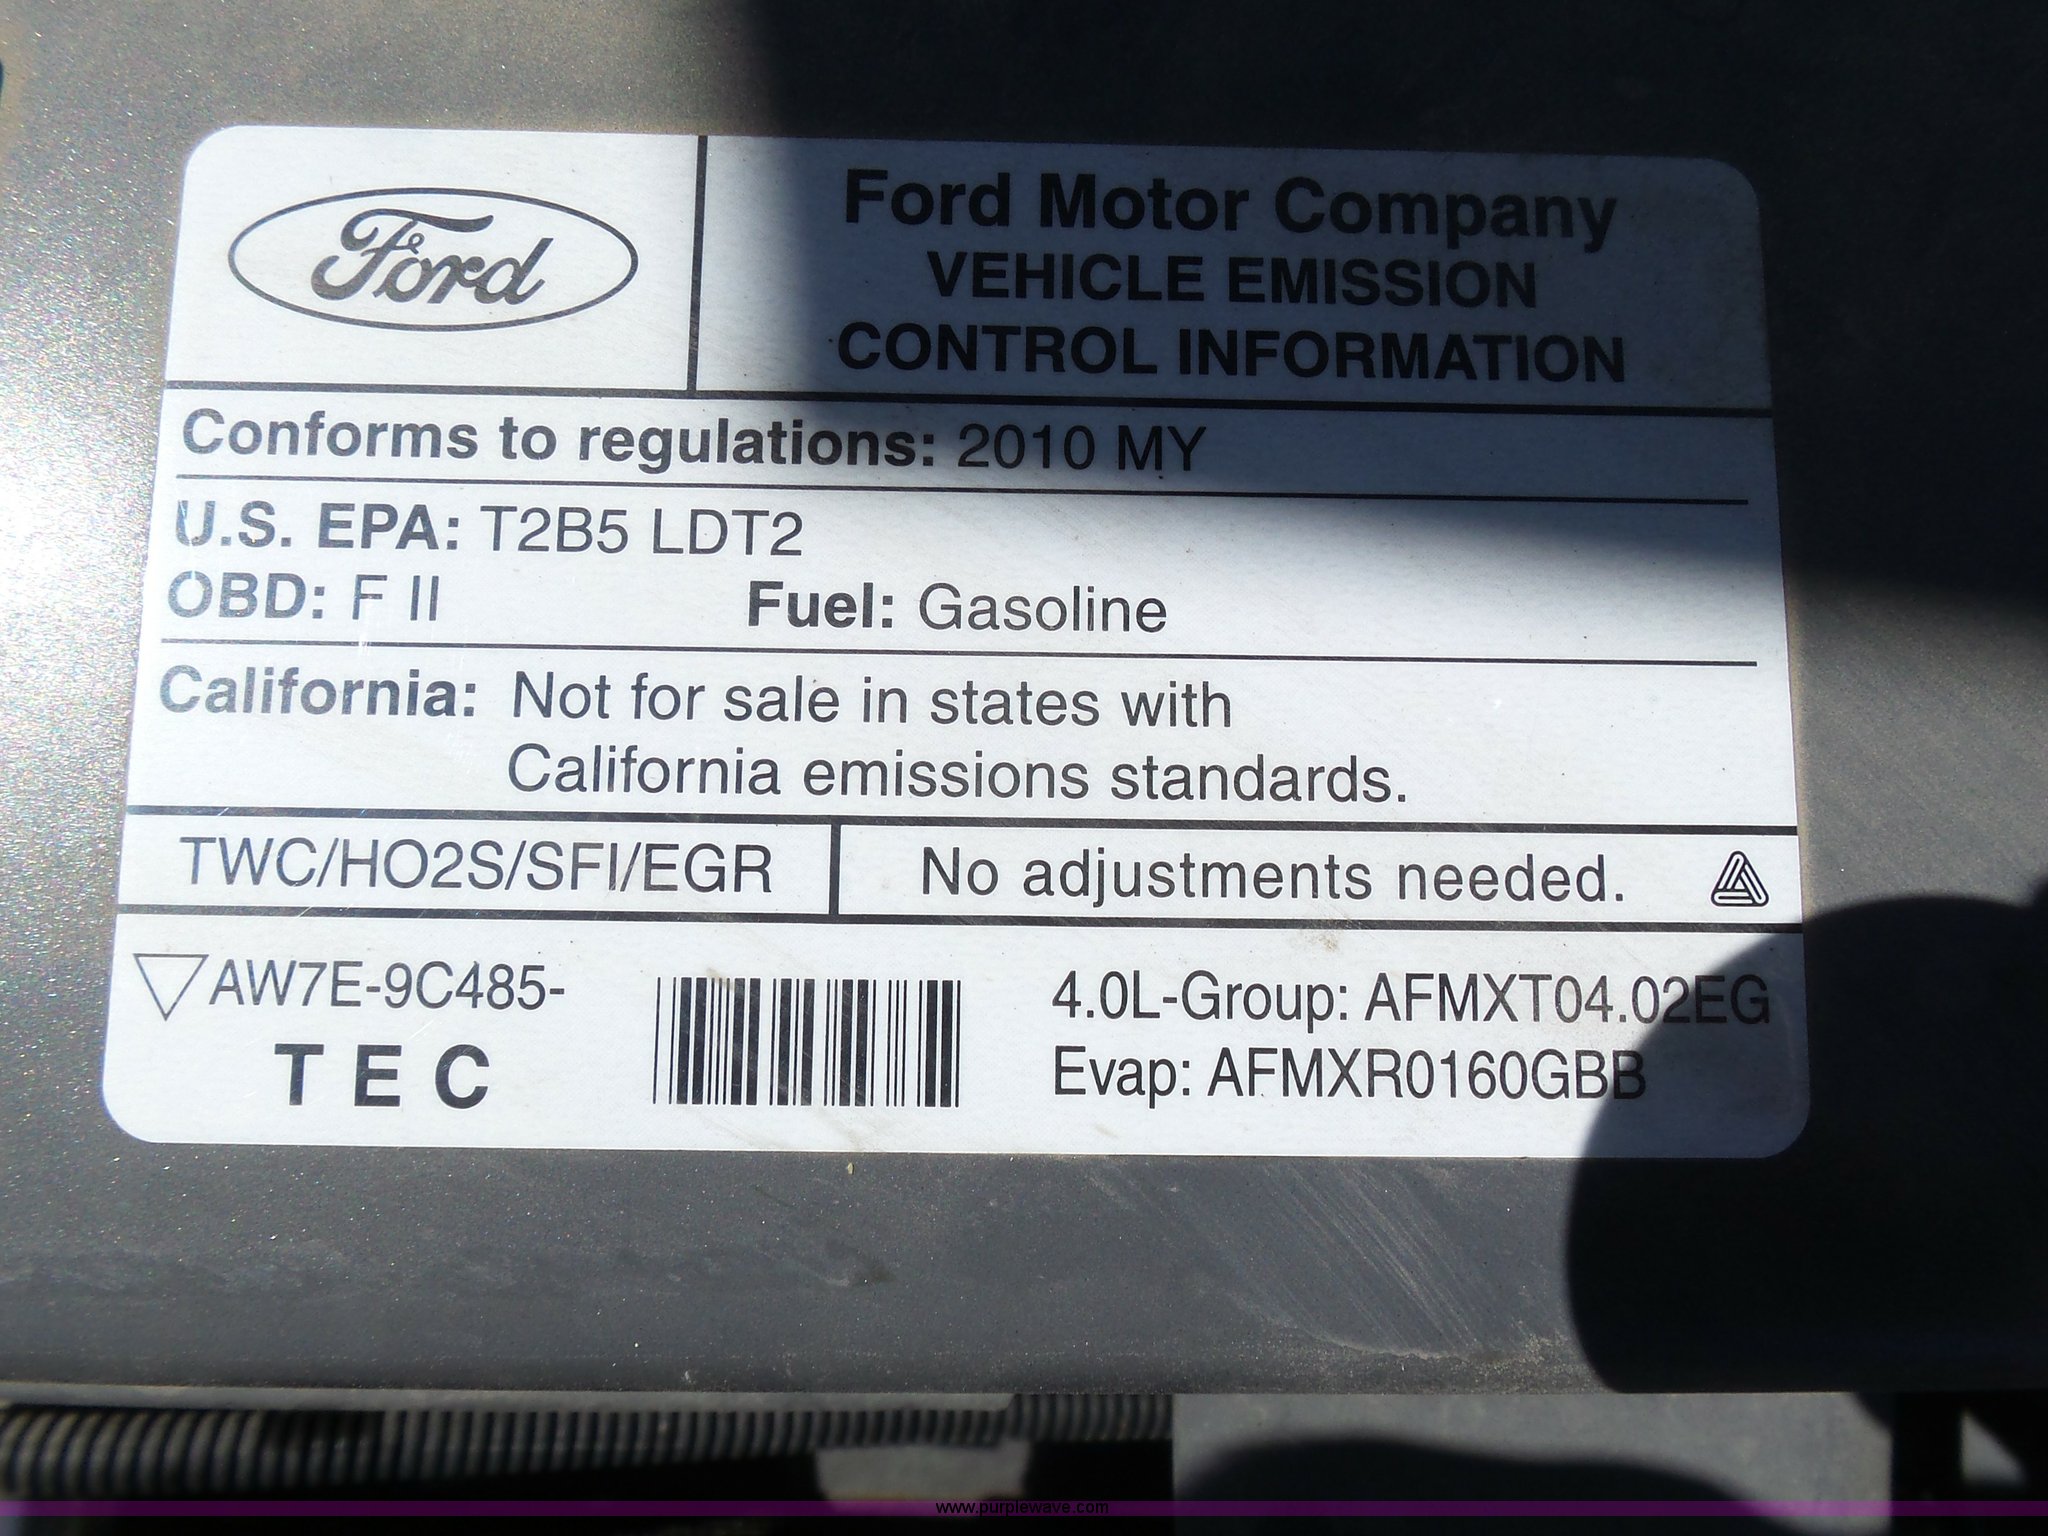 Ford
Ford Motor Company
VEHICLE EMISSION
CONTROL INFORMATION
Conforms to regulations: 2010 MY
U.S. EPA: T2B5 LDT2
OBD: F II Fuel: Gasoline
California: Not for sale in states with
California emissions standards.
TWC/HO2S/SFI/EGR No adjustments needed.
AW7E-9C485-
T E C
4.0L-Group: AFMXT04.02EG
Evap: AFMXR0160GBB
www.purplewave.com